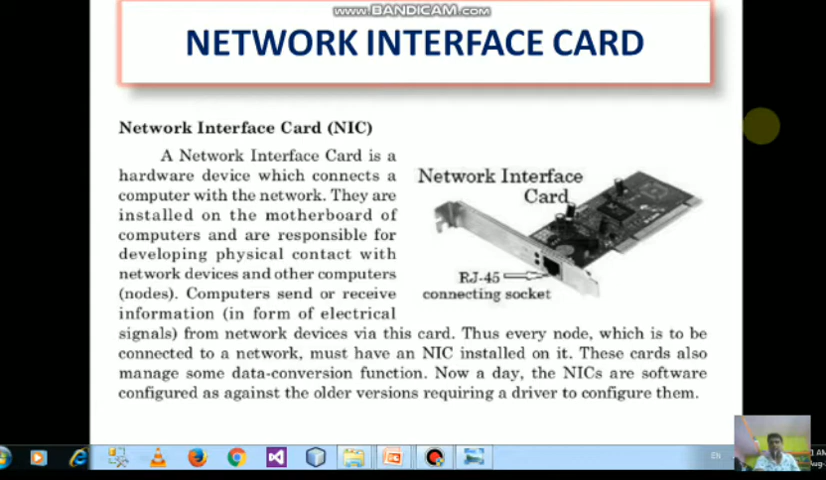 www.BANDICAM.com
NETWORK INTERFACE CARD
Network Interface Card (NIC)
A Network Interface Card is a
hardware device which connects a
computer with the network. They are
installed on the motherboard of
computers and are responsible for
developing physical contact with
network devices and other computers
(nodes). Computers send or receive
information (in form of electrical
signals) from network devices via this card. Thus every node, which is to be
connected to a network, must have an NIC installed on it. These cards also
manage some data-conversion function. Now a day, the NICs are software
configured as against the older versions requiring a driver to configure them.
Network Interface
Card
RJ-45
connecting socket
EN